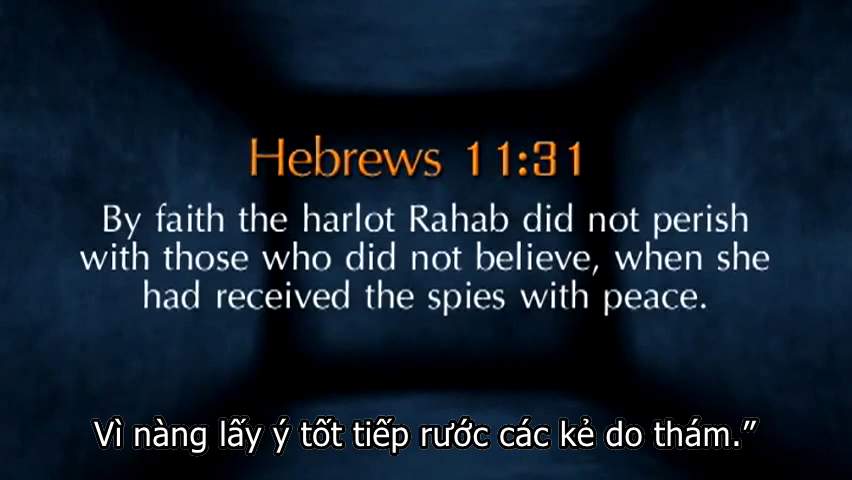 Hebrews 11:31
By faith the harlot Rahab did not perish
with those who did not believe, when she
had received the spies with peace.
Vì nàng lấy ý tốt tiếp rước các kẻ do thám.”